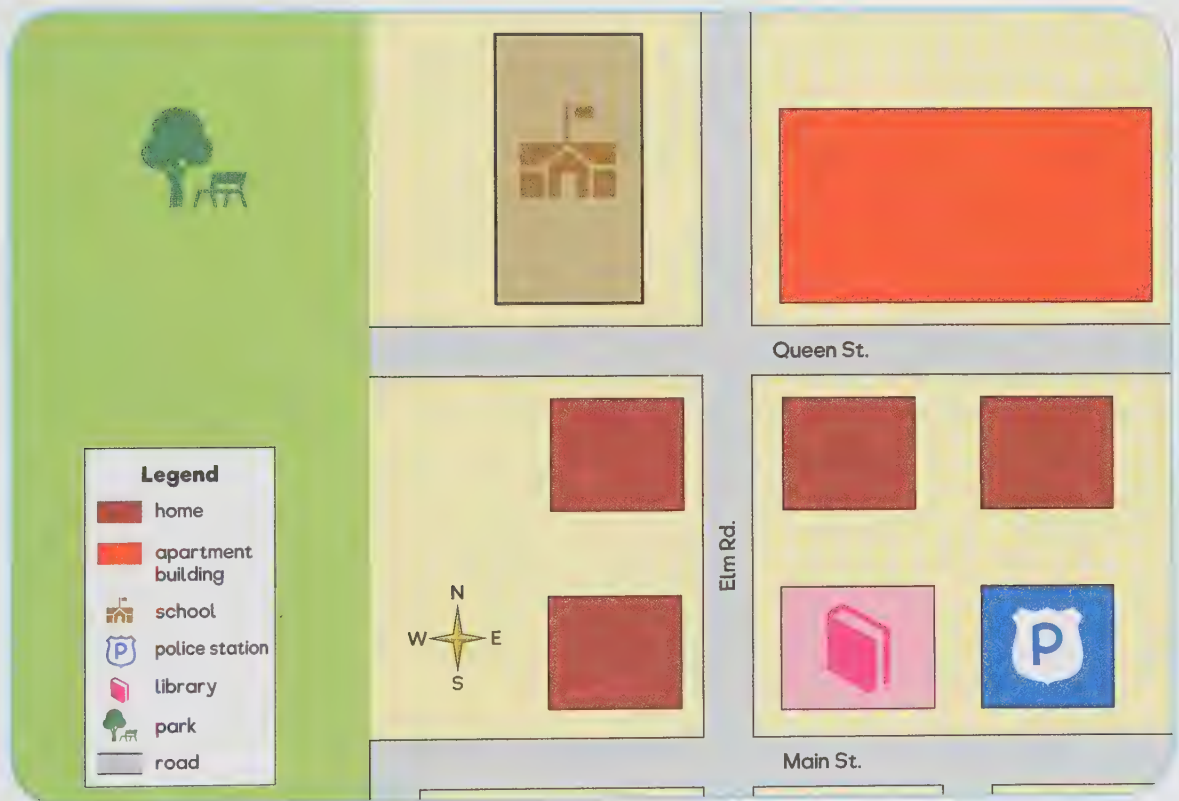 Queen St.
Elm Rd.
Legend
home
apartment
building
school
P
police station
library
park
road
N
W
E
S
P
Main St.